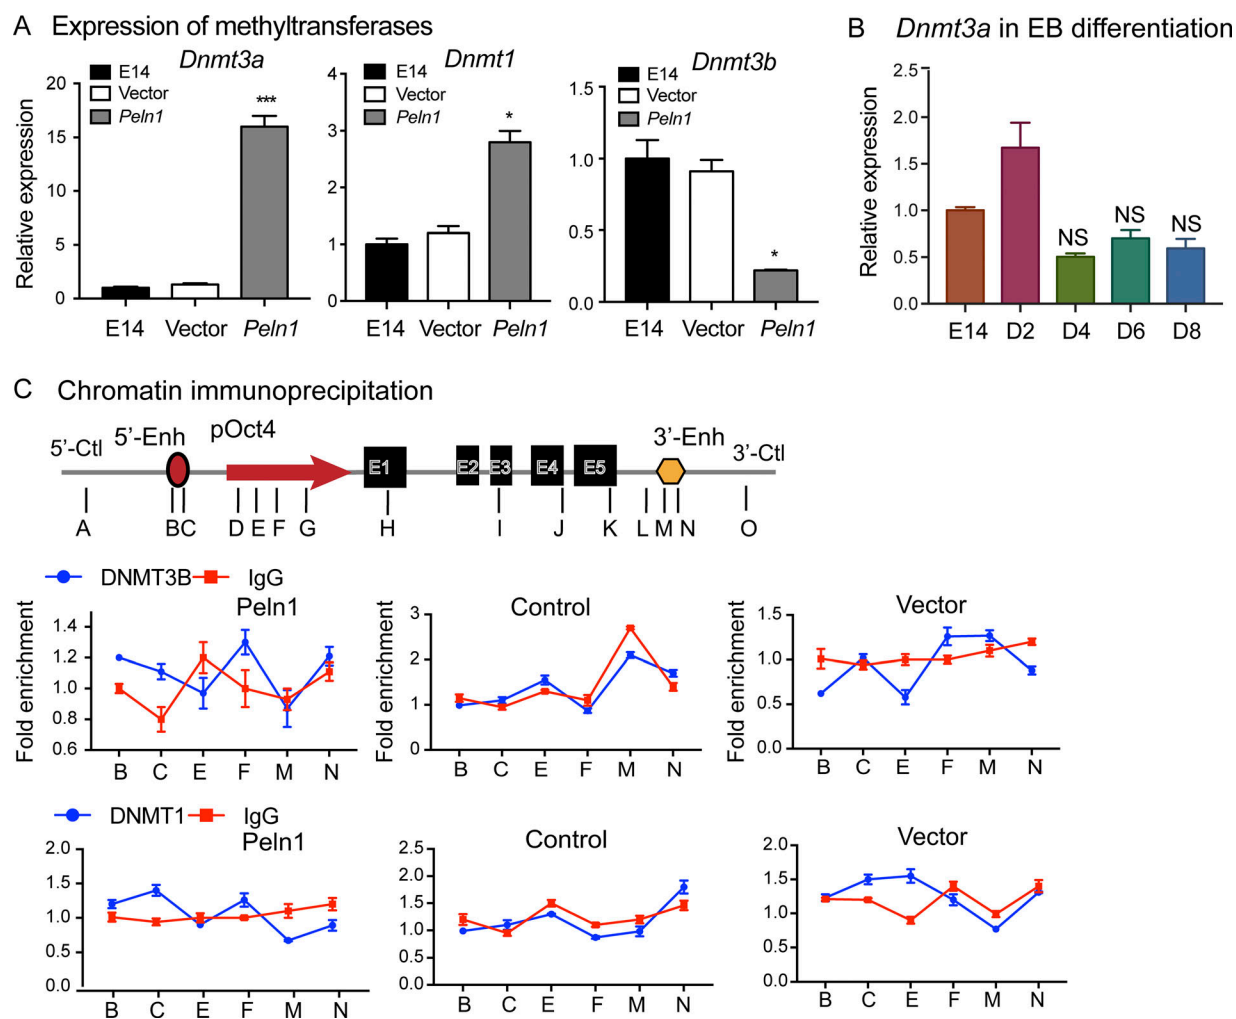 A Expression of methyltransferases
Dnmt3a
E14
Vector
Peln1
***
Relative expression
20
15
10
5
0
E14 Vector Peln1
Dnmt1
E14
Vector
Peln1
*
4
3
2
1
0
E14 Vector Peln1
Dnmt3b
E14
Vector
Peln1
*
1.5
1.0
0.5
0.0
E14 Vector Peln1
B Dnmt3a in EB differentiation
Relative expression
2.5
2.0
1.5
1.0
0.5
0.0
NS NS NS
E14 D2 D4 D6 D8
C Chromatin immunoprecipitation
5'-Ctl 5'-Enh pOct4 3'-Enh 3'-Ctl
E1 E2 E3 E4 E5
A B C D E F G H I J K L M N O
DNMT3B IgG
Peln1
Fold enrichment
1.4
1.2
1.0
0.8
0.6
B C E F M N
Control
Fold enrichment
3
2
1
0
B C E F M N
Vector
Fold enrichment
1.5
1.0
0.5
0.0
B C E F M N
DNMT1 IgG
Peln1
2.0
1.5
1.0
0.5
0.0
B C E F M N
Control
2.5
2.0
1.5
1.0
0.5
0.0
B C E F M N
Vector
2.0
1.5
1.0
0.5
0.0
B C E F M N